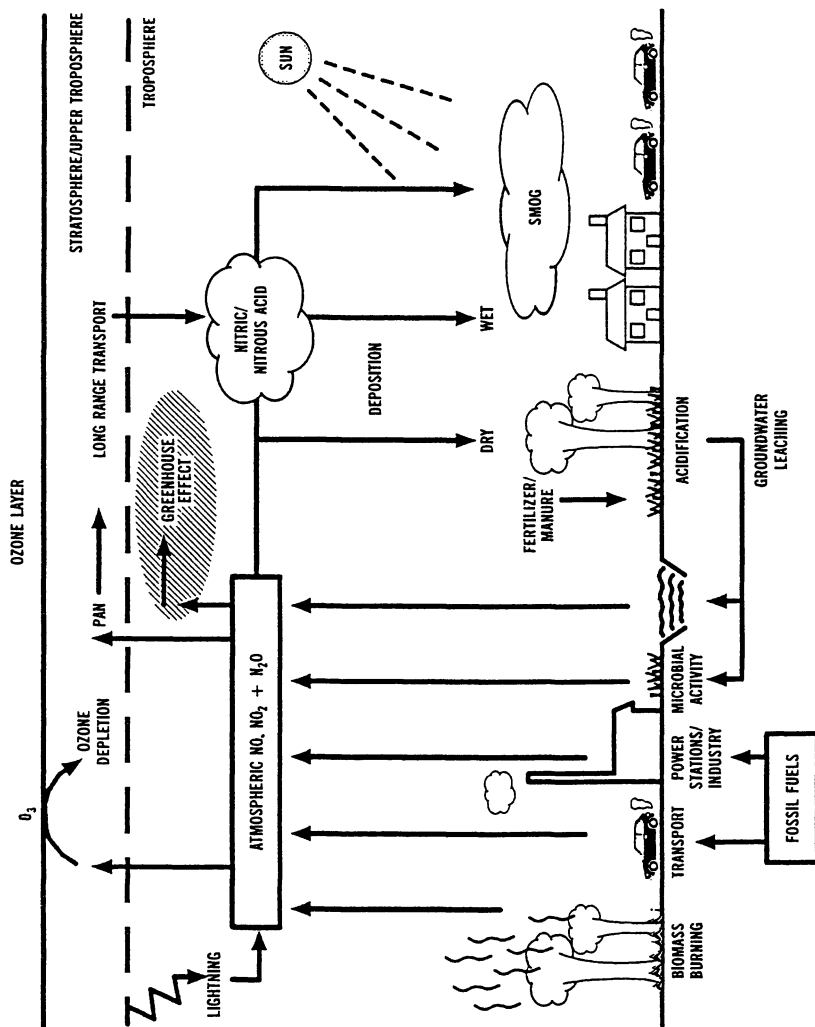 OZONE LAYER
O₃
STRATOSPHERE/UPPER TROPOSPHERE
OZONE
DEPLETION
PAN
LONG RANGE TRANSPORT
TROPOSPHERE
GREENHOUSE
EFFECT
LIGHTNING
ATMOSPHERIC NO, NO₂ + N₂O
NITRIC/
NITROUS ACID
SUN
DEPOSITION
DRY
WET
SMOG
FERTILIZER/
MANURE
BIOMASS
BURNING
TRANSPORT
POWER
STATIONS/
INDUSTRY
MICROBIAL
ACTIVITY
ACIDIFICATION
GROUNDWATER
LEACHING
FOSSIL FUELS